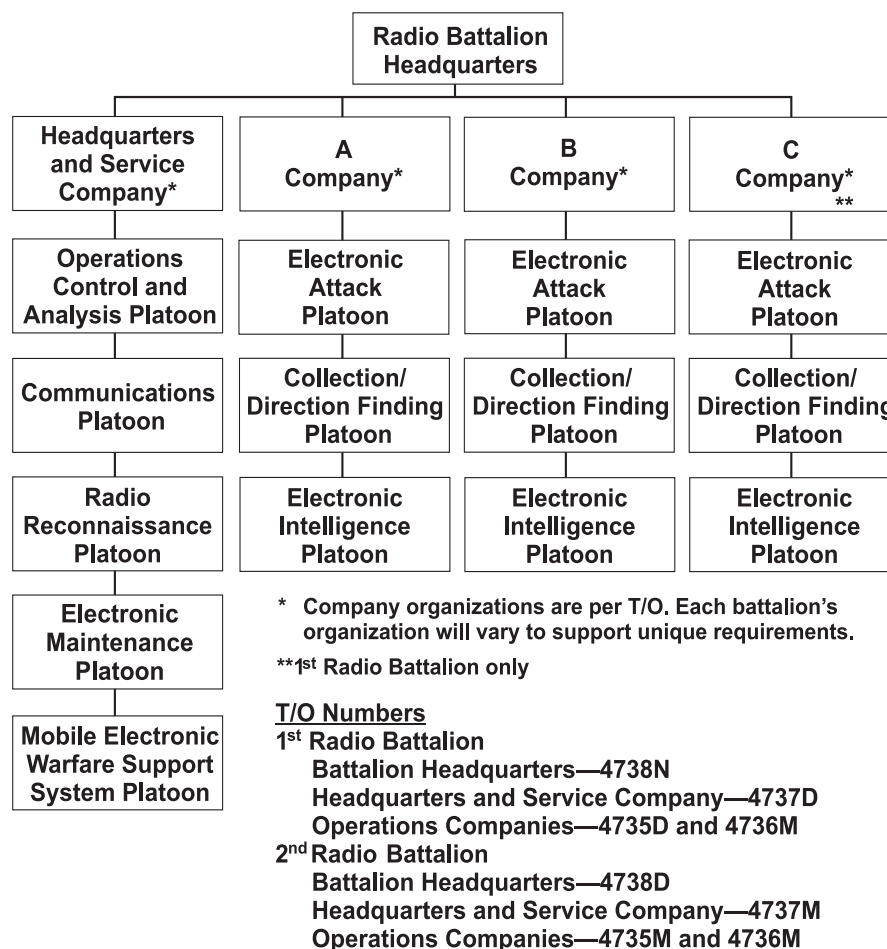 Radio Battalion
Headquarters
Headquarters
and Service
Company*
A
Company*
B
Company*
C
Company*
**
Operations
Control and
Analysis Platoon
Electronic
Attack
Platoon
Electronic
Attack
Platoon
Electronic
Attack
Platoon
Communications
Platoon
Collection/
Direction Finding
Platoon
Collection/
Direction Finding
Platoon
Collection/
Direction Finding
Platoon
Radio
Reconnaissance
Platoon
Electronic
Intelligence
Platoon
Electronic
Intelligence
Platoon
Electronic
Intelligence
Platoon
Electronic
Maintenance
Platoon
Mobile Electronic
Warfare Support
System Platoon
* Company organizations are per T/O. Each battalion’s
organization will vary to support unique requirements.
**1st Radio Battalion only
T/O Numbers
1st Radio Battalion
Battalion Headquarters—4738N
Headquarters and Service Company—4737D
Operations Companies—4735D and 4736M
2nd Radio Battalion
Battalion Headquarters—4738D
Headquarters and Service Company—4737M
Operations Companies—4735M and 4736M